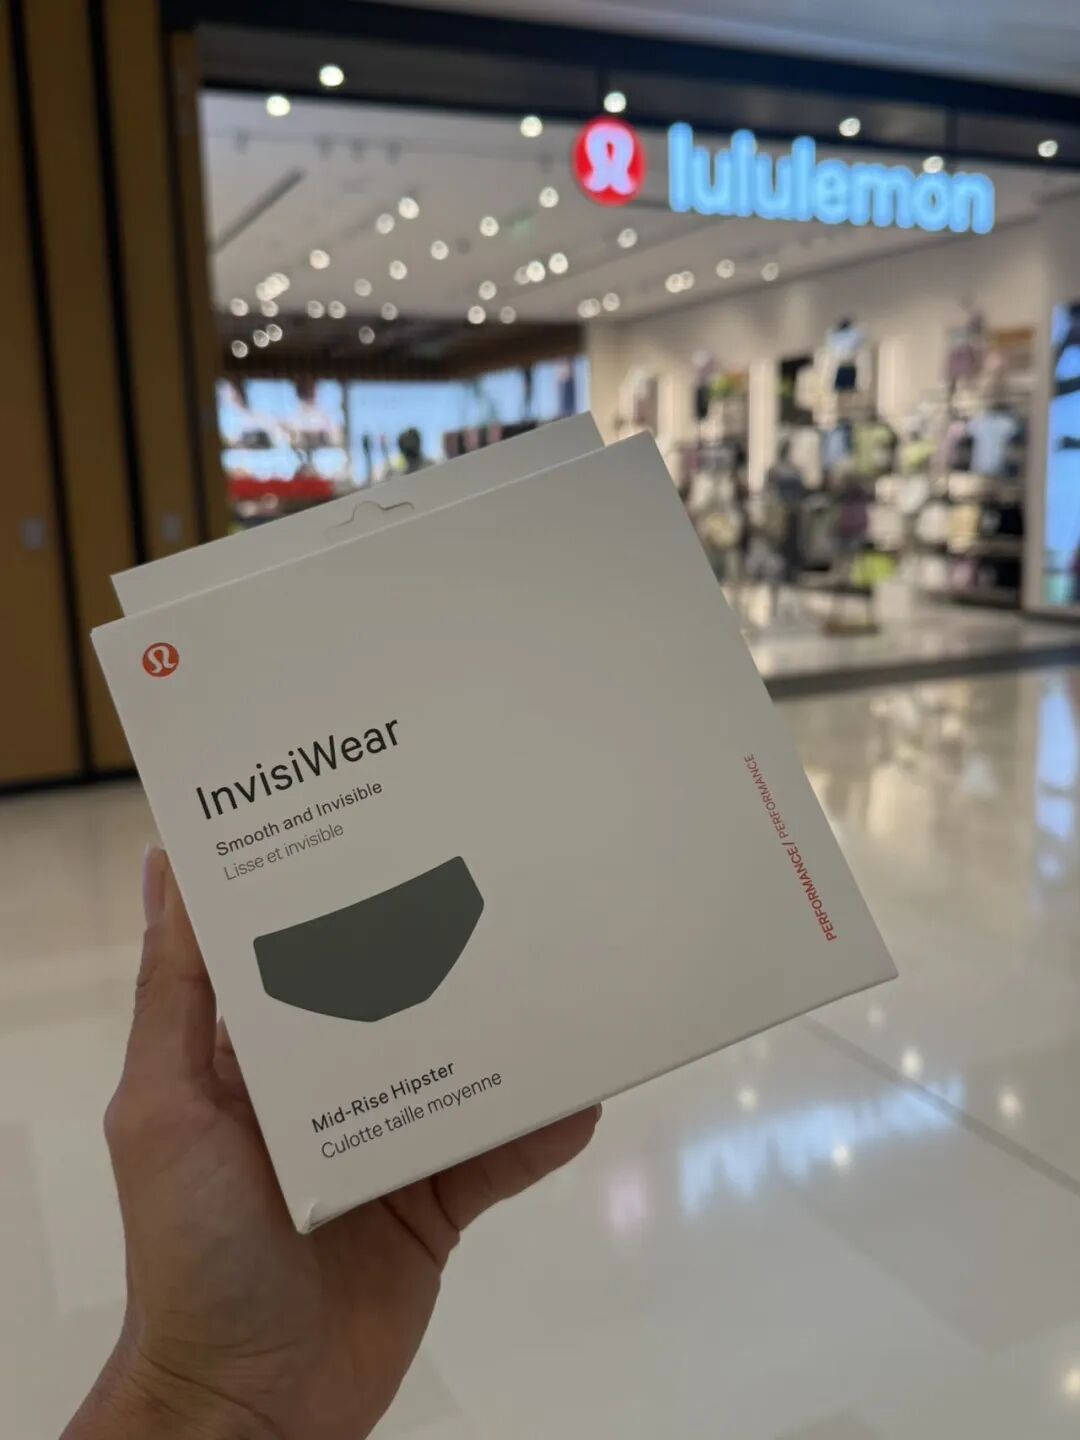 lululemon
InvisiWear
Smooth and Invisible
Lisse et invisible
PERFORMANCE / PERFORMANCE
Mid-Rise Hipster
Culotte taille moyenne